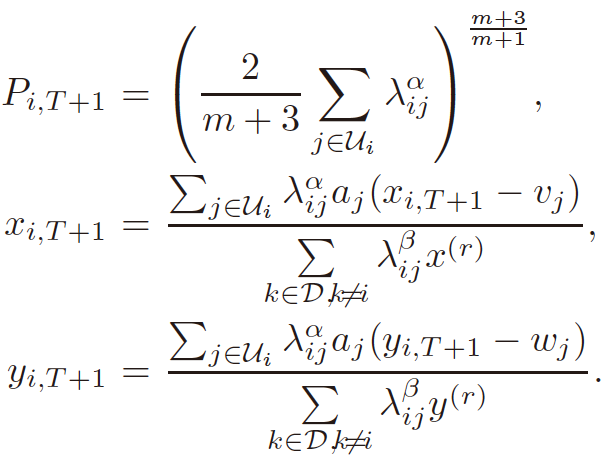 P_{i,T+1} = \left( \frac{2}{m+3} \sum_{j \in \mathcal{U}_i} \lambda_{ij}^{\alpha} \right)^{\frac{m+3}{m+1}},
x_{i,T+1} = \frac{\sum_{j \in \mathcal{U}_i} \lambda_{ij}^{\alpha} a_j (x_{i,T+1} - v_j)}{\sum_{k \in \mathcal{D}, k \neq i} \lambda_{ij}^{\beta} x^{(r)}},
y_{i,T+1} = \frac{\sum_{j \in \mathcal{U}_i} \lambda_{ij}^{\alpha} a_j (y_{i,T+1} - w_j)}{\sum_{k \in \mathcal{D}, k \neq i} \lambda_{ij}^{\beta} y^{(r)}}.